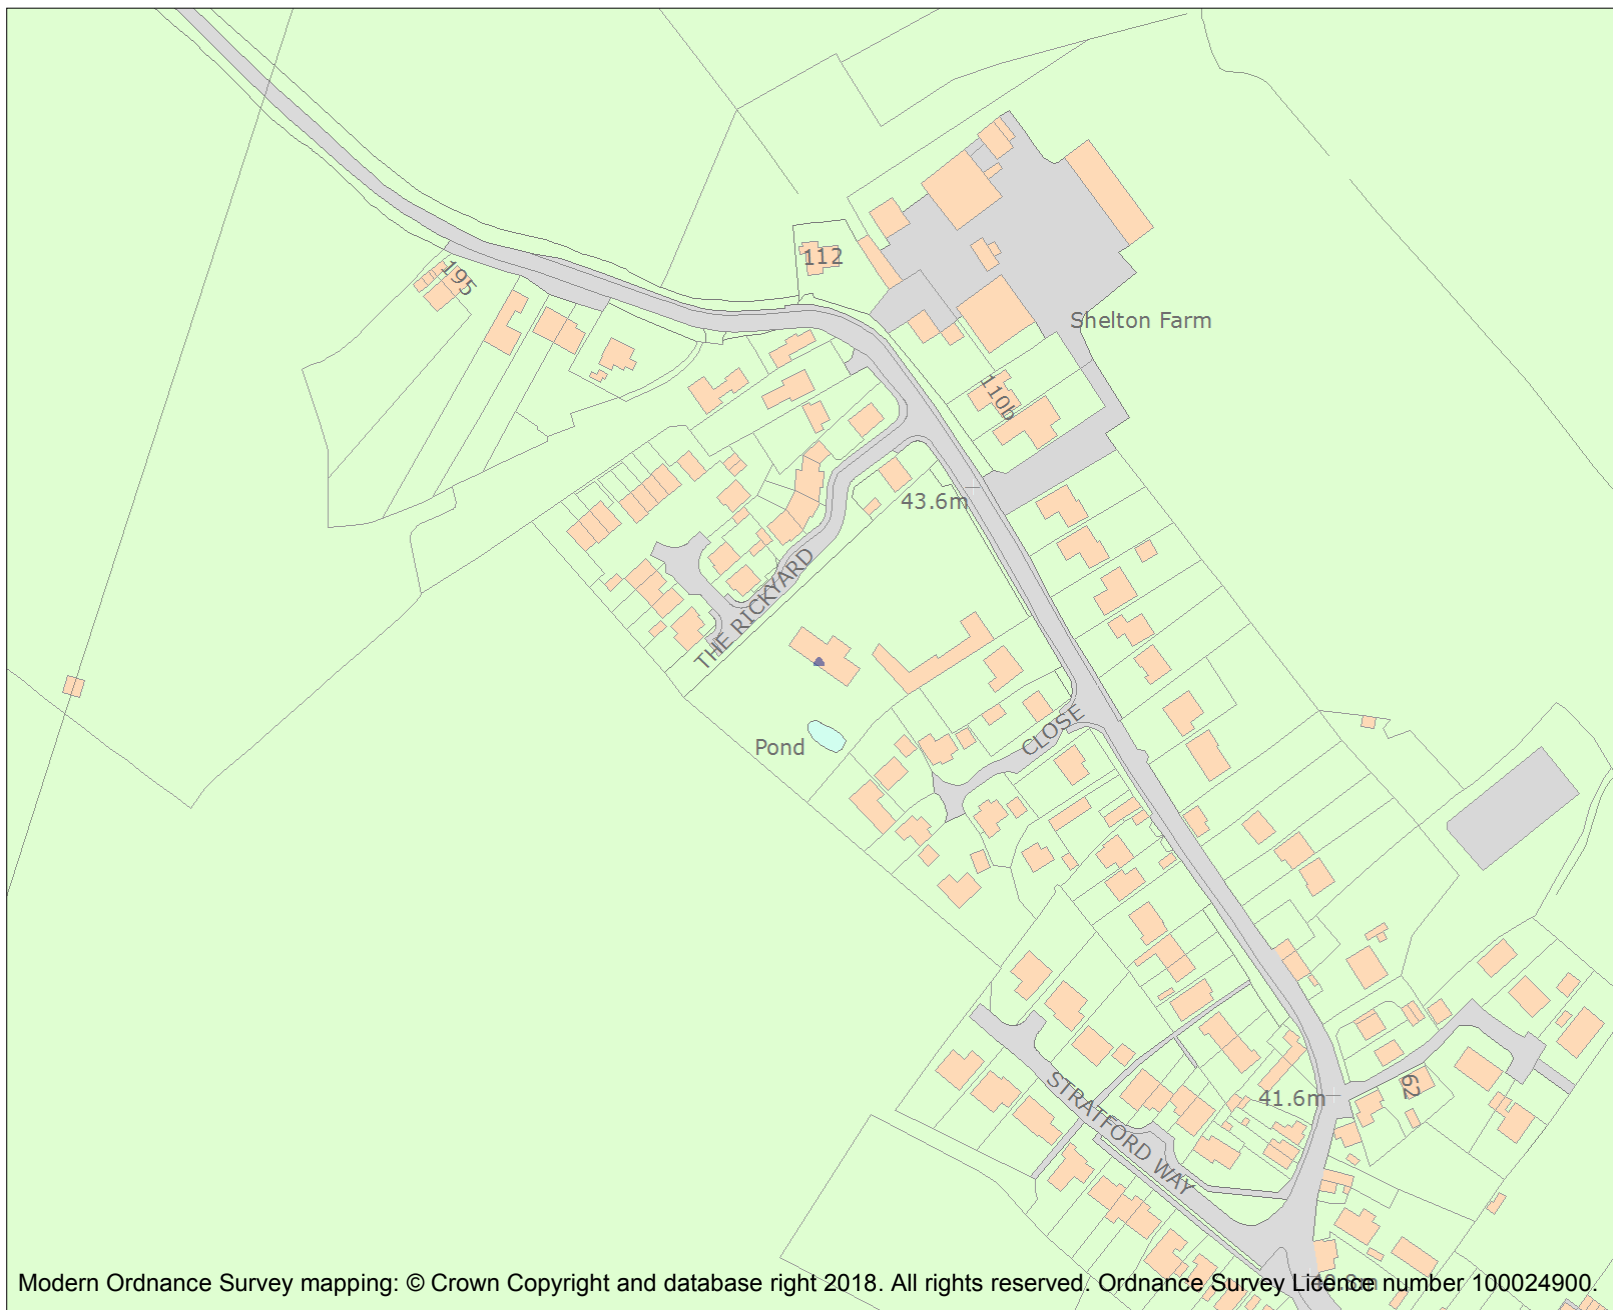 112
195
Shelton Farm
110b
43.6m
THE RICKYARD
CLOSE
Pond
STRATFORD WAY
62
41.6m
Modern Ordnance Survey mapping: © Crown Copyright and database right 2018. All rights reserved. Ordnance Survey License number 100024900.